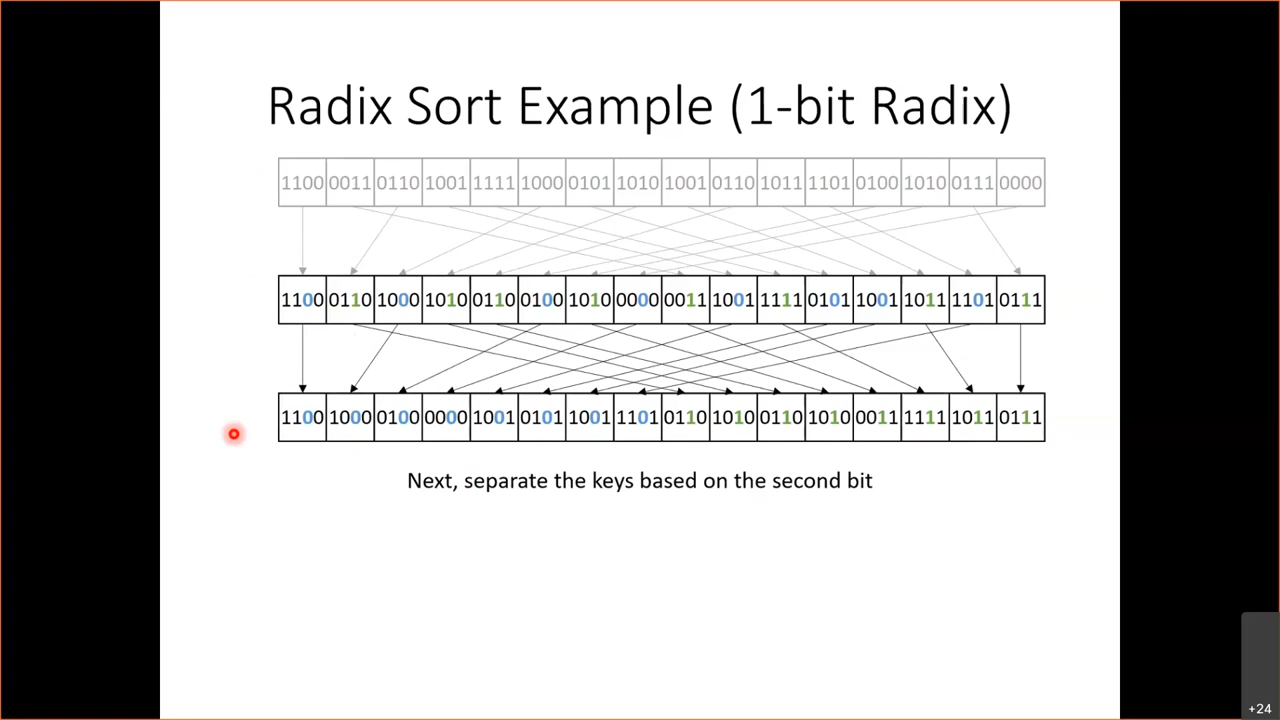 Radix Sort Example (1-bit Radix)
1100 0011 0110 1001 1111 1000 0101 1010 1001 0110 1011 1101 0100 1010 0111 0000
1100 0110 1000 1010 0110 0100 1010 0000 0011 1001 1111 0101 1001 1011 1101 0111
1100 1000 0100 0000 1001 0101 1001 1101 0110 1010 0110 1010 0011 1111 1011 0111
Next, separate the keys based on the second bit
+24